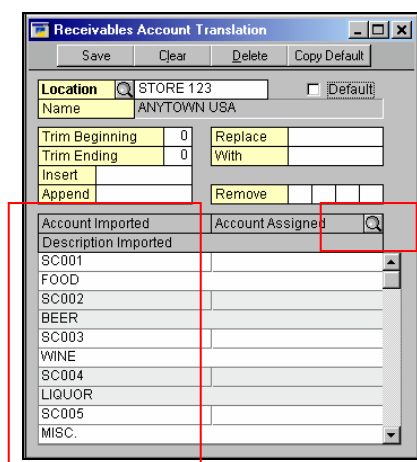 Receivables Account Translation
Save Clear Delete Copy Default
Location STORE 123 Default
Name ANYTOWN USA
Trim Beginning 0 Replace
Trim Ending 0 With
Insert
Append Remove
Account Imported Account Assigned
Description Imported
SC001
FOOD
SC002
BEER
SC003
WINE
SC004
LIQUOR
SC005
MISC.